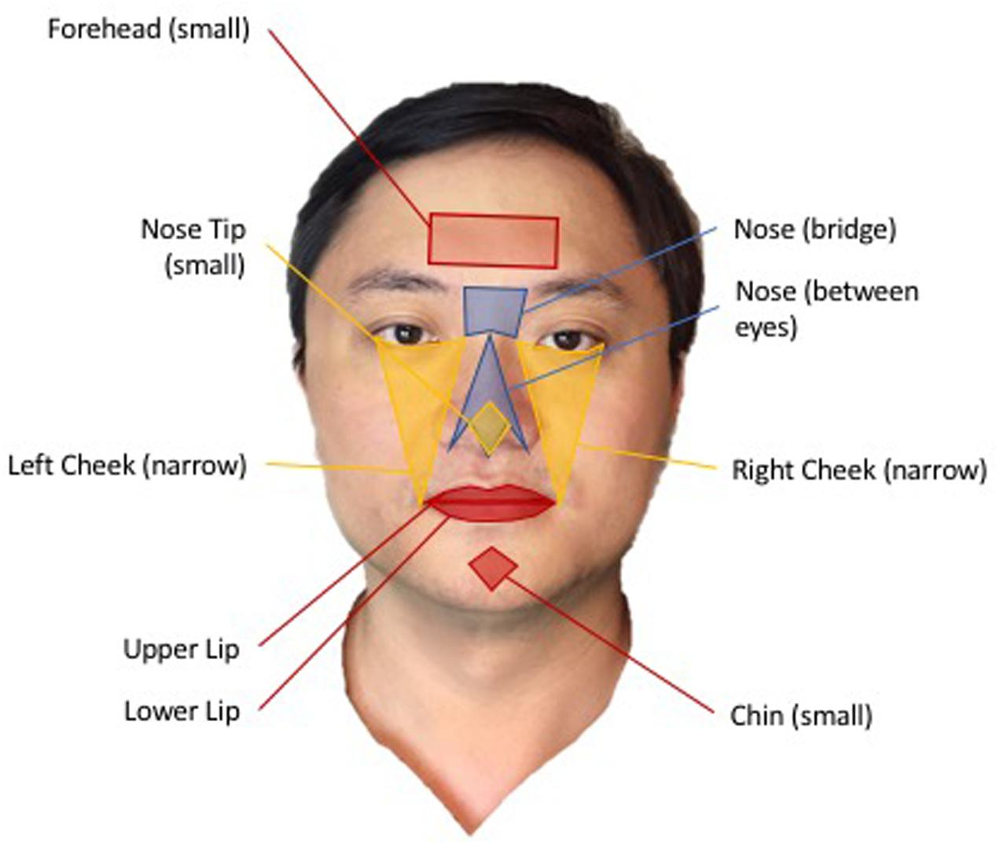 Forehead (small)
Nose Tip
(small)
Nose (bridge)
Nose (between
eyes)
Left Cheek (narrow)
Right Cheek (narrow)
Upper Lip
Lower Lip
Chin (small)